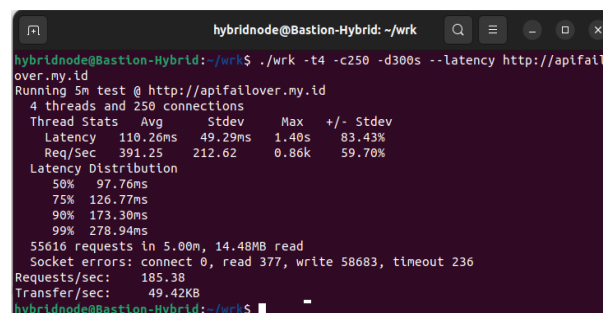 hybridnode@Bastion-Hybrid: ~/wrk
hybridnode@Bastion-Hybrid:~/wrk$ ./wrk -t4 -c250 -d300s --latency http://apifail
over.my.id
Running 5m test @ http://apifailover.my.id
  4 threads and 250 connections
  Thread Stats   Avg      Stdev     Max   +/- Stdev
    Latency   110.26ms   49.29ms   1.40s    83.43%
    Req/Sec   391.25    212.62     0.86k    59.70%
  Latency Distribution
     50%   97.76ms
     75%  126.77ms
     90%  173.30ms
     99%  278.94ms
  55616 requests in 5.00m, 14.48MB read
  Socket errors: connect 0, read 377, write 58683, timeout 236
Requests/sec:    185.38
Transfer/sec:     49.42KB
hybridnode@Bastion-Hybrid:~/wrk$